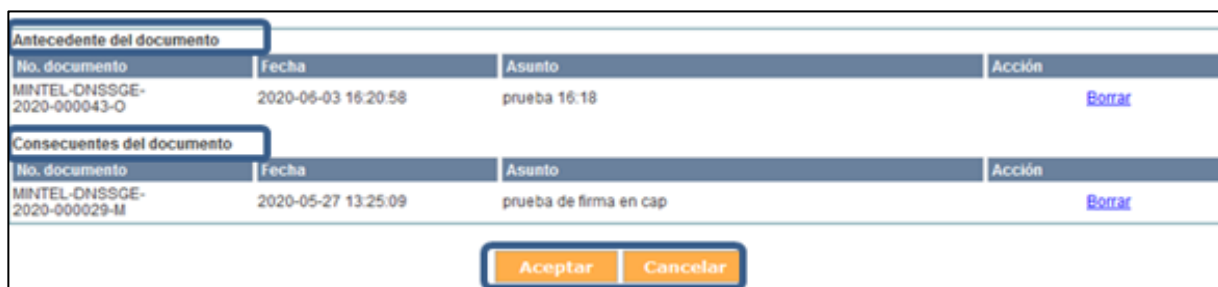 Antecedente del documento
No. documento Fecha Asunto Acción
MINTEL-DNSSGE-
2020-000043-O 2020-06-03 16:20:58 prueba 16:18 Borrar
Consecuentes del documento
No. documento Fecha Asunto Acción
MINTEL-DNSSGE-
2020-000029-M 2020-05-27 13:25:09 prueba de firma en cap Borrar
Aceptar Cancelar